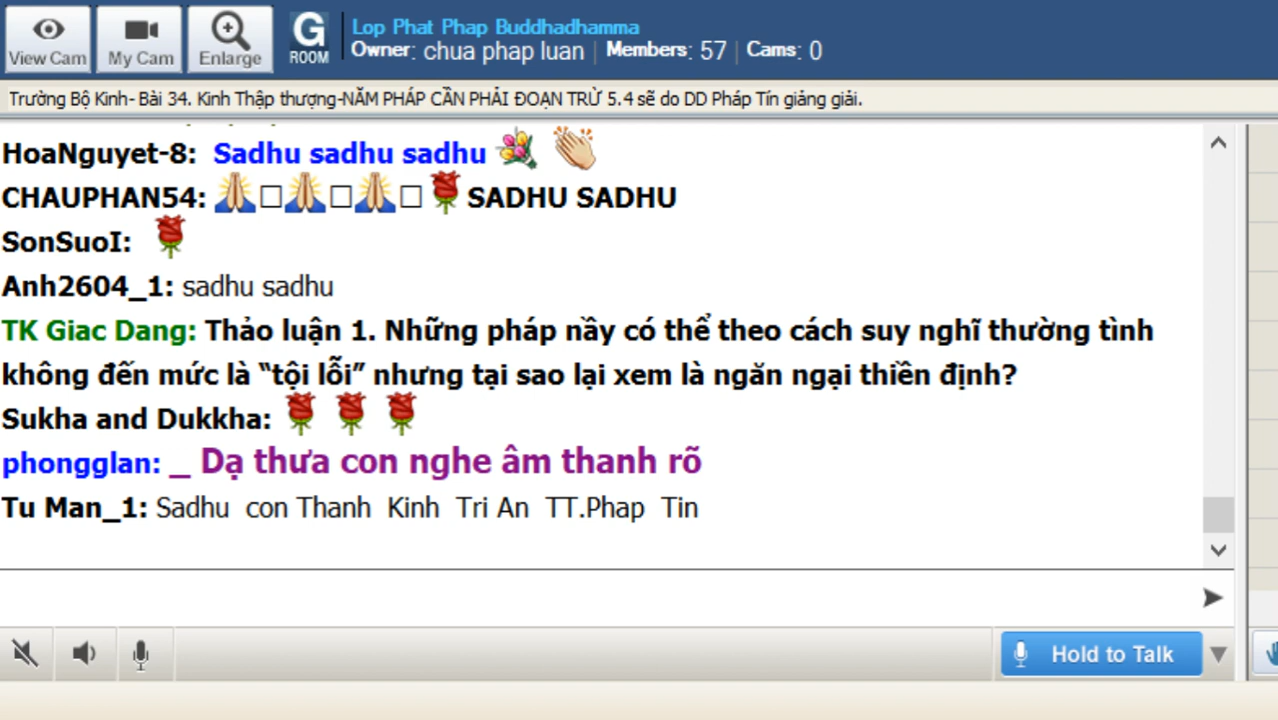 Lop Phat Phap Buddhadhamma
View Cam
My Cam
Enlarge
G ROOM
Owner: chua phap luan | Members: 57 | Cams: 0
Trường Bộ Kinh- Bài 34. Kinh Thập thượng-NĂM PHÁP CẦN PHẢI ĐOẠN TRỪ 5.4 sẽ do DD Pháp Tín giảng giải.
HoaNguyet-8: Sadhu sadhu sadhu
CHAUPHAN54: SADHU SADHU
SonSuoI:
Anh2604_1: sadhu sadhu
TK Giac Dang: Thảo luận 1. Những pháp nầy có thể theo cách suy nghĩ thường tình
không đến mức là “tội lỗi” nhưng tại sao lại xem là ngăn ngại thiền định?
Sukha and Dukkha:
phongglan: _ Dạ thưa con nghe âm thanh rõ
Tu Man_1: Sadhu con Thanh Kinh Tri An TT.Phap Tin
Hold to Talk